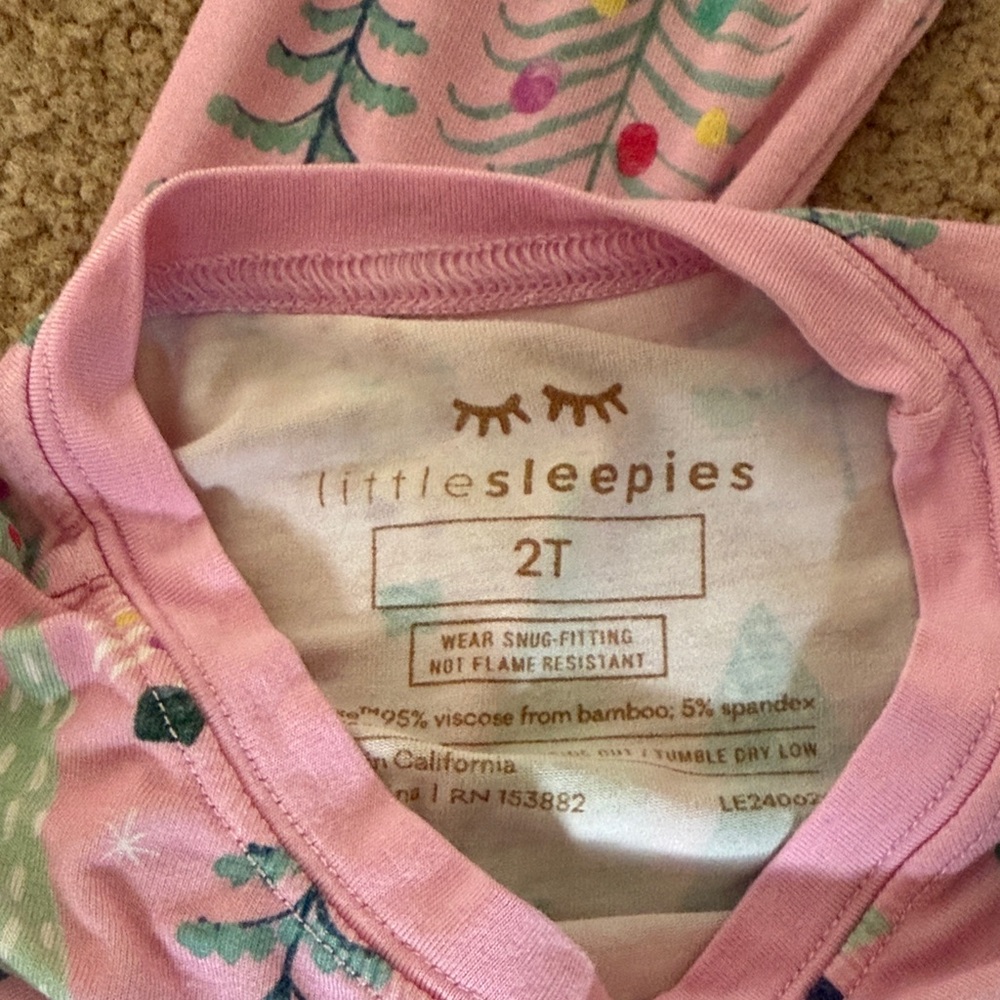 littlesleepies
2T
WEAR SNUG-FITTING
NOT FLAME RESISTANT
95% viscose from bamboo; 5% spandex
OUT / TUMBLE DRY LOW
California
RN 153882